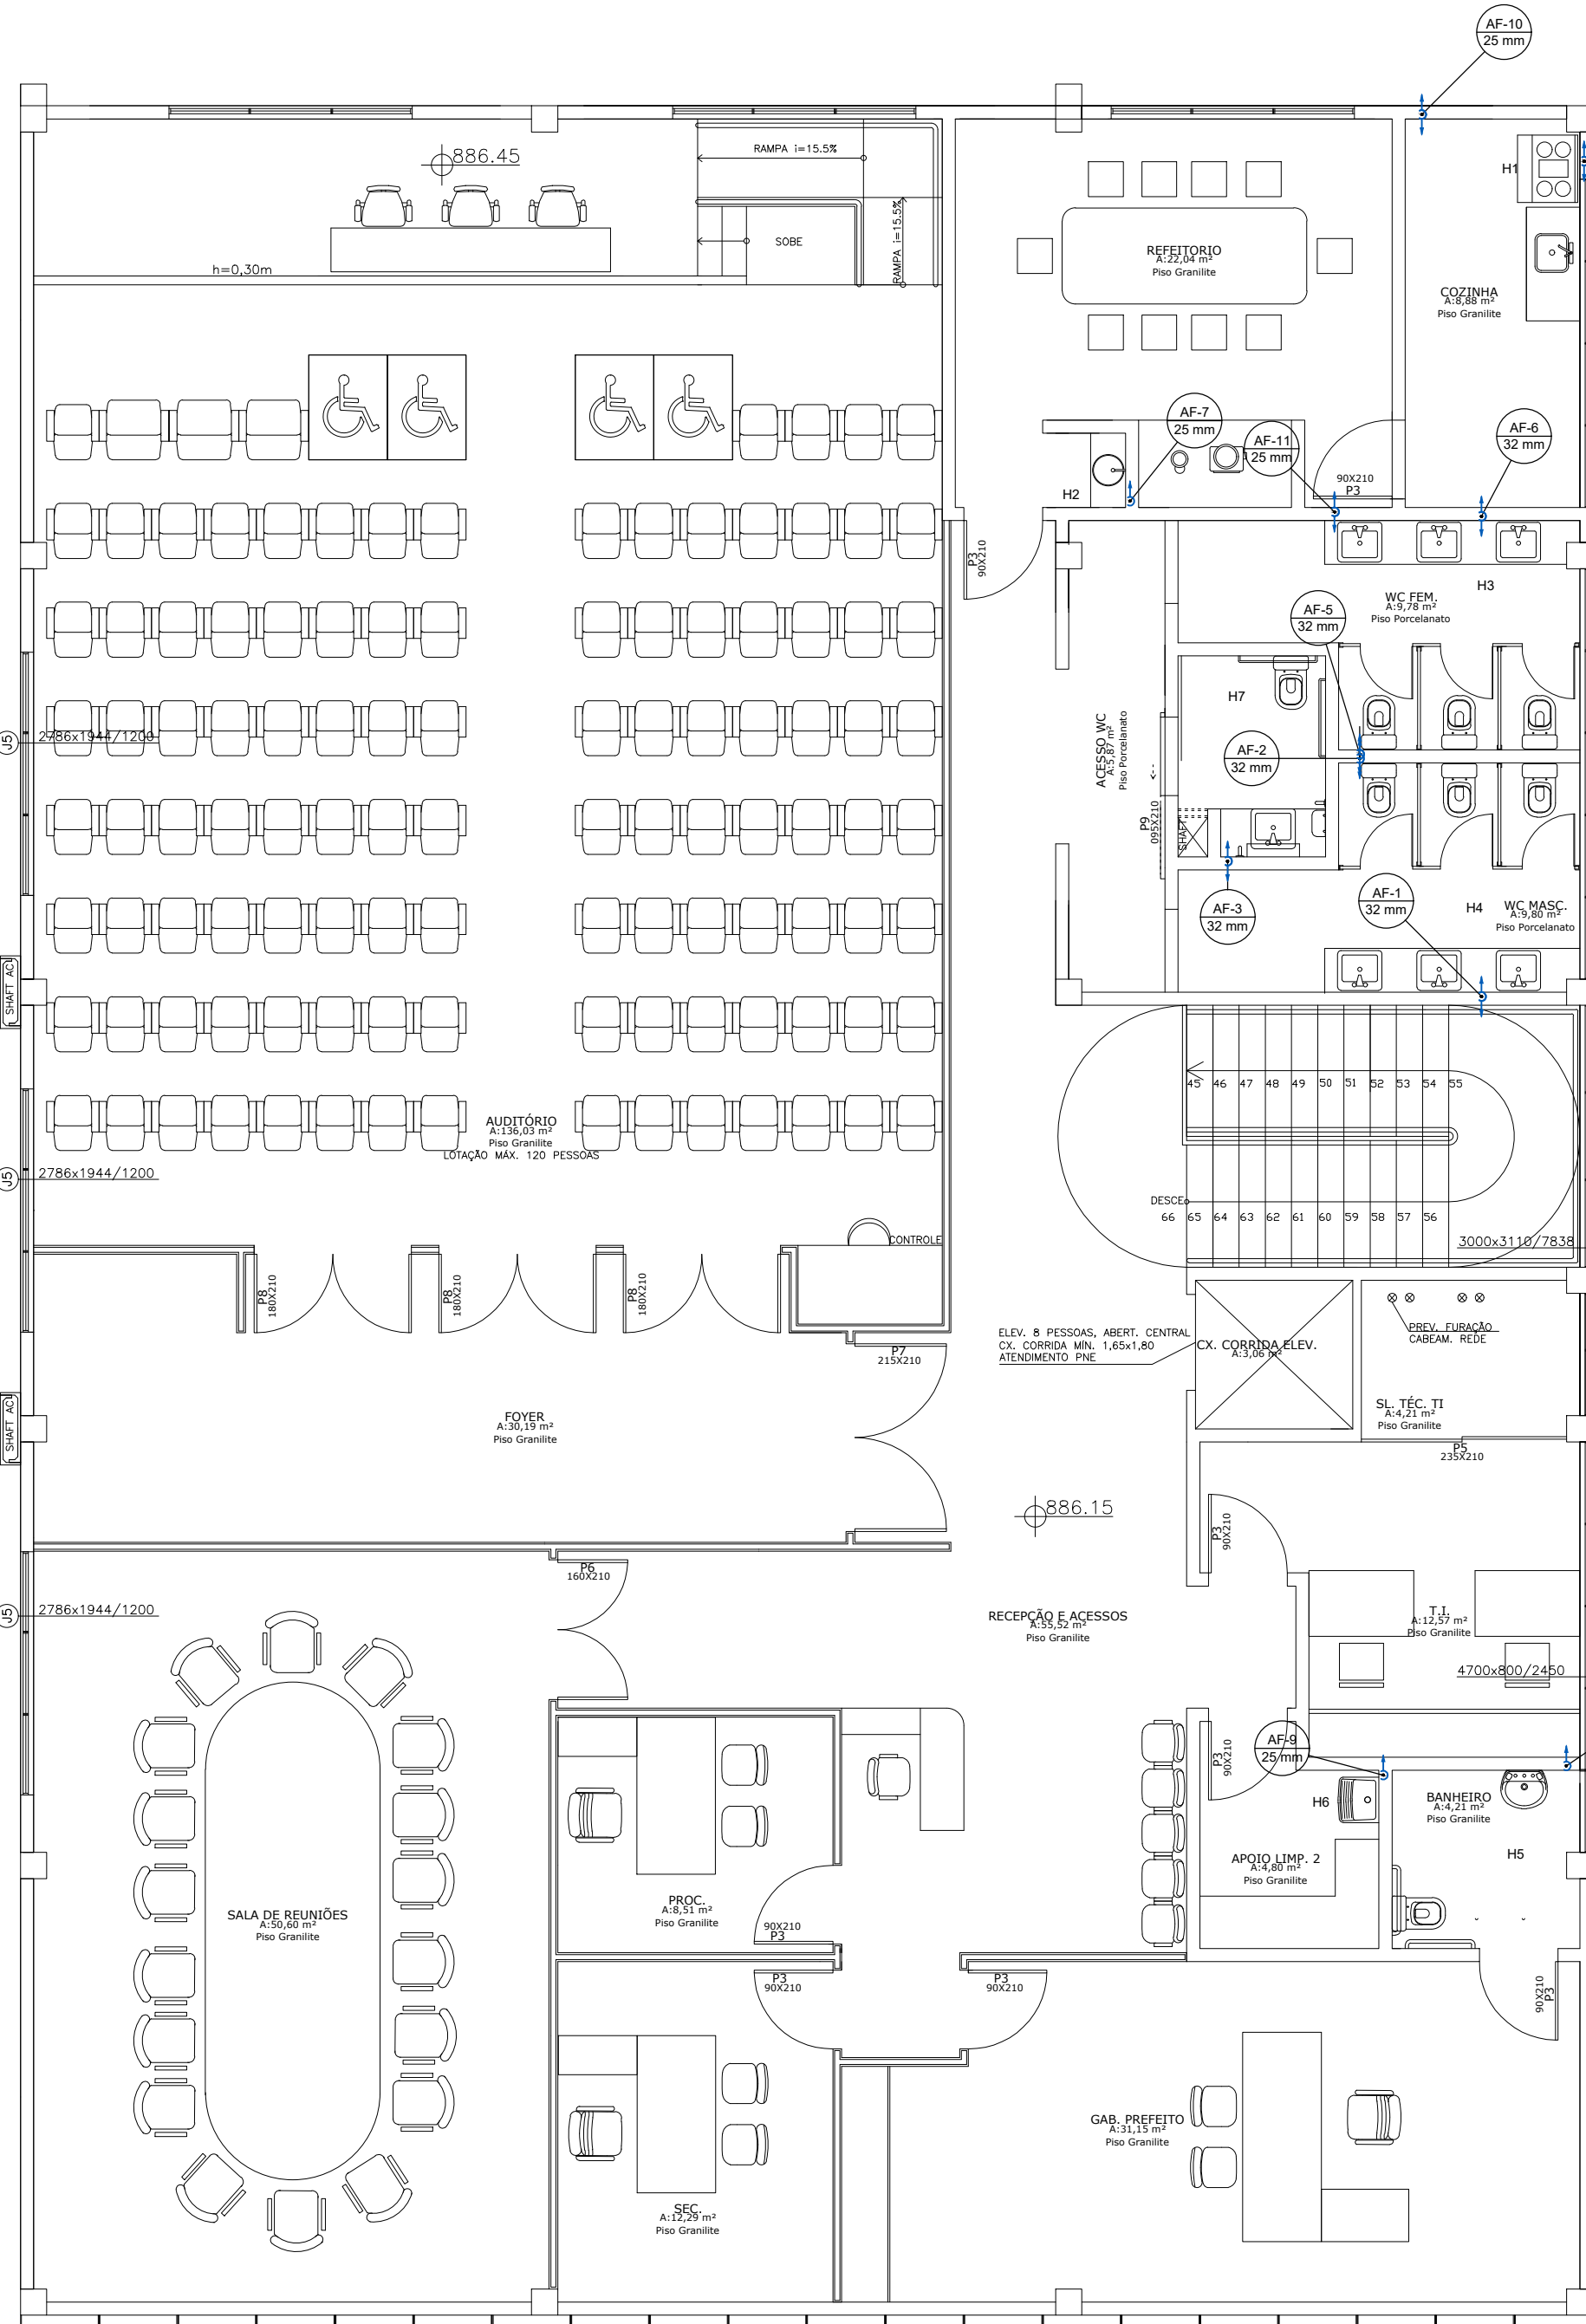 AF-10
25 mm
886.45
RAMPA i=15.5%
RAMPA i=15.5%
SOBE
h=0,30m
H1
REFEITORIO
A:22,04 m²
Piso Granilite
COZINHA
A:8,88 m²
Piso Granilite
AF-7
25 mm
AF-11
25 mm
AF-6
32 mm
H2
90X210
P3
P3
90X210
H3
WC FEM.
A:9,78 m²
Piso Porcelanato
AF-5
32 mm
H7
AF-2
32 mm
ACESSO WC
A:5,87 m²
Piso Porcelanato
<--
P9
095X210
SHAFT
J5
2786x1944/1200
AF-3
32 mm
AF-1
32 mm
H4
WC MASC.
A:9,80 m²
Piso Porcelanato
SHAFT AC
45 46 47 48 49 50 51 52 53 54 55
AUDITÓRIO
A:136,03 m²
Piso Granilite
LOTAÇÃO MÁX. 120 PESSOAS
J5
2786x1944/1200
DESCE
66 65 64 63 62 61 60 59 58 57 56
CONTROLE
3000x3110/7838
P8
180X210
P8
180X210
P8
180X210
P7
215X210
ELEV. 8 PESSOAS, ABERT. CENTRAL
CX. CORRIDA MÍN. 1,65x1,80
ATENDIMENTO PNE
CX. CORRIDA ELEV.
A:3,06 m²
PREV. FURAÇÃO
CABEAM. REDE
SL. TÉC. TI
A:4,21 m²
Piso Granilite
SHAFT AC
FOYER
A:30,19 m²
Piso Granilite
P5
235X210
886.15
P3
90X210
P6
160X210
J5
2786x1944/1200
RECEPÇÃO E ACESSOS
A:55,52 m²
Piso Granilite
T.I.
A:12,57 m²
Piso Granilite
4700x800/2450
P3
90X210
AF-9
25 mm
H6
BANHEIRO
A:4,21 m²
Piso Granilite
H5
APOIO LIMP. 2
A:4,80 m²
Piso Granilite
PROC.
A:8,51 m²
Piso Granilite
SALA DE REUNIÕES
A:50,60 m²
Piso Granilite
90X210
P3
P3
90X210
P3
90X210
90X210
P3
GAB. PREFEITO
A:31,15 m²
Piso Granilite
SEC.
A:12,29 m²
Piso Granilite